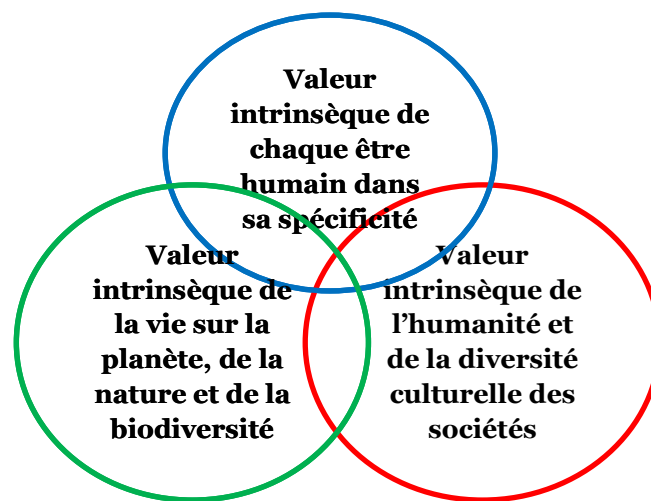 Valeur
intrinsèque de
chaque être
humain dans
sa spécificité
Valeur
intrinsèque de
la vie sur la
planète, de la
nature et de la
biodiversité
Valeur
intrinsèque de
l’humanité et
de la diversité
culturelle des
sociétés